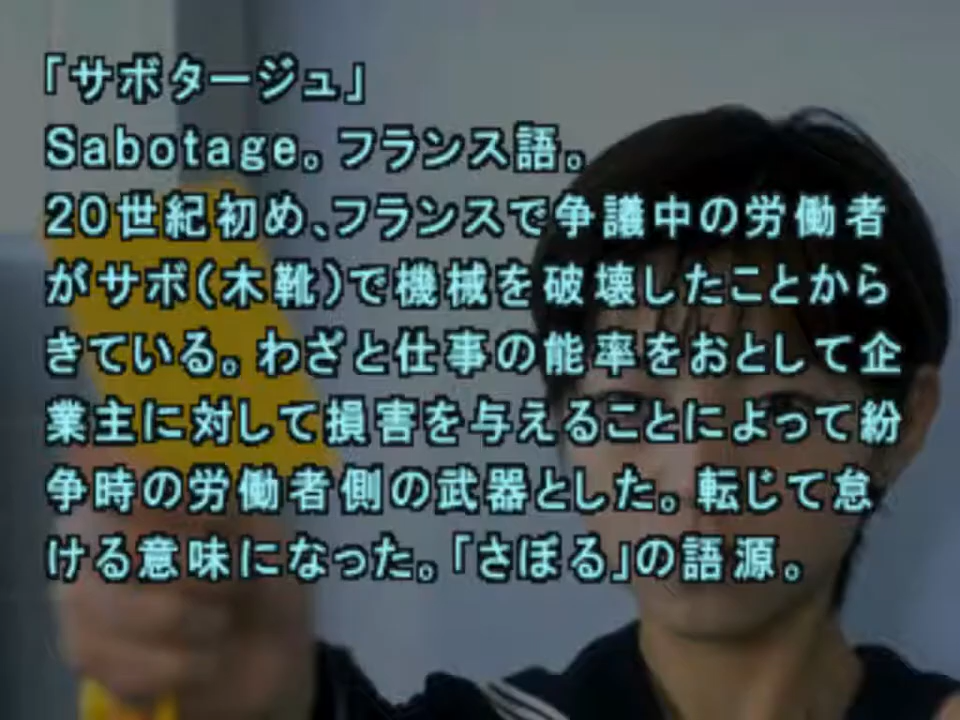 「サボタージュ」
Sabotage。フランス語。
20世紀初め、フランスで争議中の労働者
がサボ(木靴)で機械を破壊したことから
きている。わざと仕事の能率をおとして企
業主に対して損害を与えることによって紛
争時の労働者側の武器とした。転じて怠
ける意味になった。「さぼる」の語源。